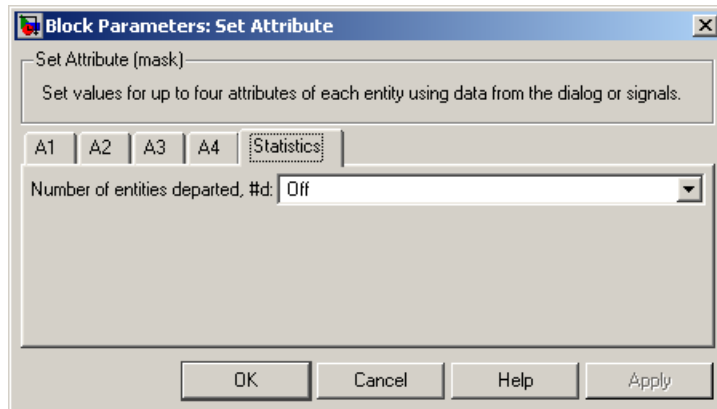 Block Parameters: Set Attribute
Set Attribute (mask)
Set values for up to four attributes of each entity using data from the dialog or signals.
A1 A2 A3 A4 Statistics
Number of entities departed, #d: Off
OK Cancel Help Apply